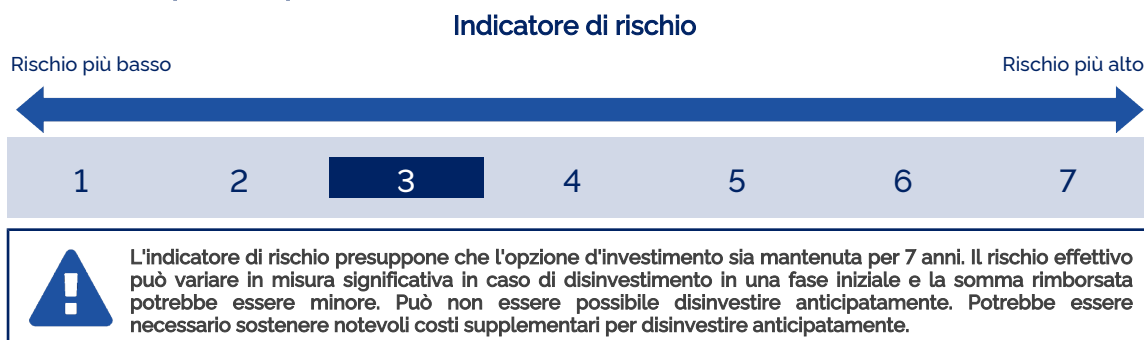 Indicatore di rischio
Rischio più basso Rischio più alto
1 2 3 4 5 6 7
L'indicatore di rischio presuppone che l'opzione d'investimento sia mantenuta per 7 anni. Il rischio effettivo
può variare in misura significativa in caso di disinvestimento in una fase iniziale e la somma rimborsata
potrebbe essere minore. Può non essere possibile disinvestire anticipatamente. Potrebbe essere
necessario sostenere notevoli costi supplementari per disinvestire anticipatamente.